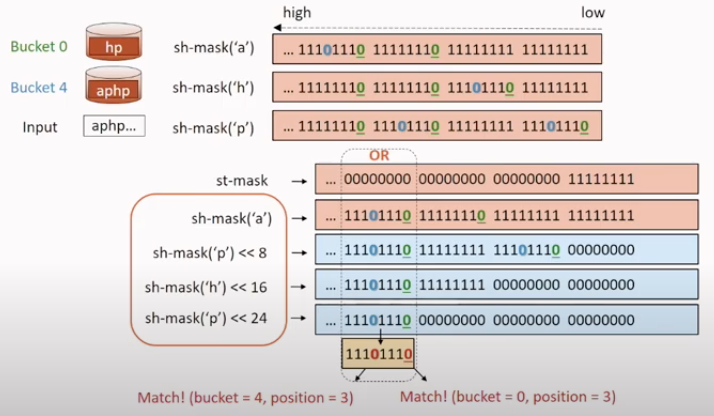 high low
Bucket 0 hp sh-mask(‘a’) ... 11101110 11111110 11111111 11111111
Bucket 4 aphp sh-mask(‘h’) ... 11111110 11111110 11101110 11111111
Input aphp... sh-mask(‘p’) ... 11111110 11101110 11111111 11101110
OR
st-mask ... 00000000 00000000 00000000 11111111
sh-mask(‘a’) ... 11101110 11111110 11111111 11111111
sh-mask(‘p’) << 8 ... 11101110 11111111 11101110 00000000
sh-mask(‘h’) << 16 ... 11101110 11111111 00000000 00000000
sh-mask(‘p’) << 24 ... 11101110 00000000 00000000 00000000
11101110
Match! (bucket = 4, position = 3) Match! (bucket = 0, position = 3)